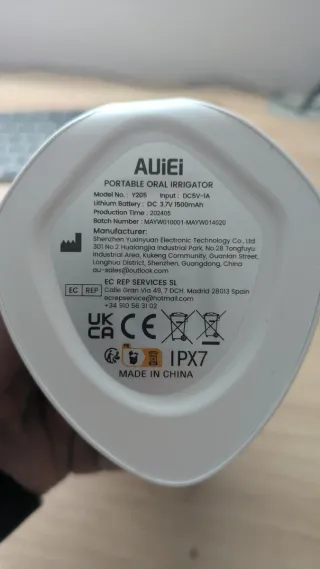 AUiEi
PORTABLE ORAL IRRIGATOR
Model No.: Y205 Input : DC5V-1A
Lithium Battery : DC 3.7V 1500mAh
Production Time : 202405
Batch Number : MAYW010001-MAYW014020
Manufacturer:
Shenzhen Yuxinyuan Electronic Technology Co., Ltd
301 No.2 Hualongjia Industrial Park, No.28 Tongfuyu
Industrial Area, Kukeng Community, Guanlan Street,
Longhua District, Shenzhen, Guangdong, China
au-sales@outlook.com
EC REP
EC REP SERVICES SL
Calle Gran Via 49, 7 DCH, Madrid 28013 Spain
ecrepservice@hotmail.com
+34 910 56 31 02
UK
CA CE
IPX7
MADE IN CHINA